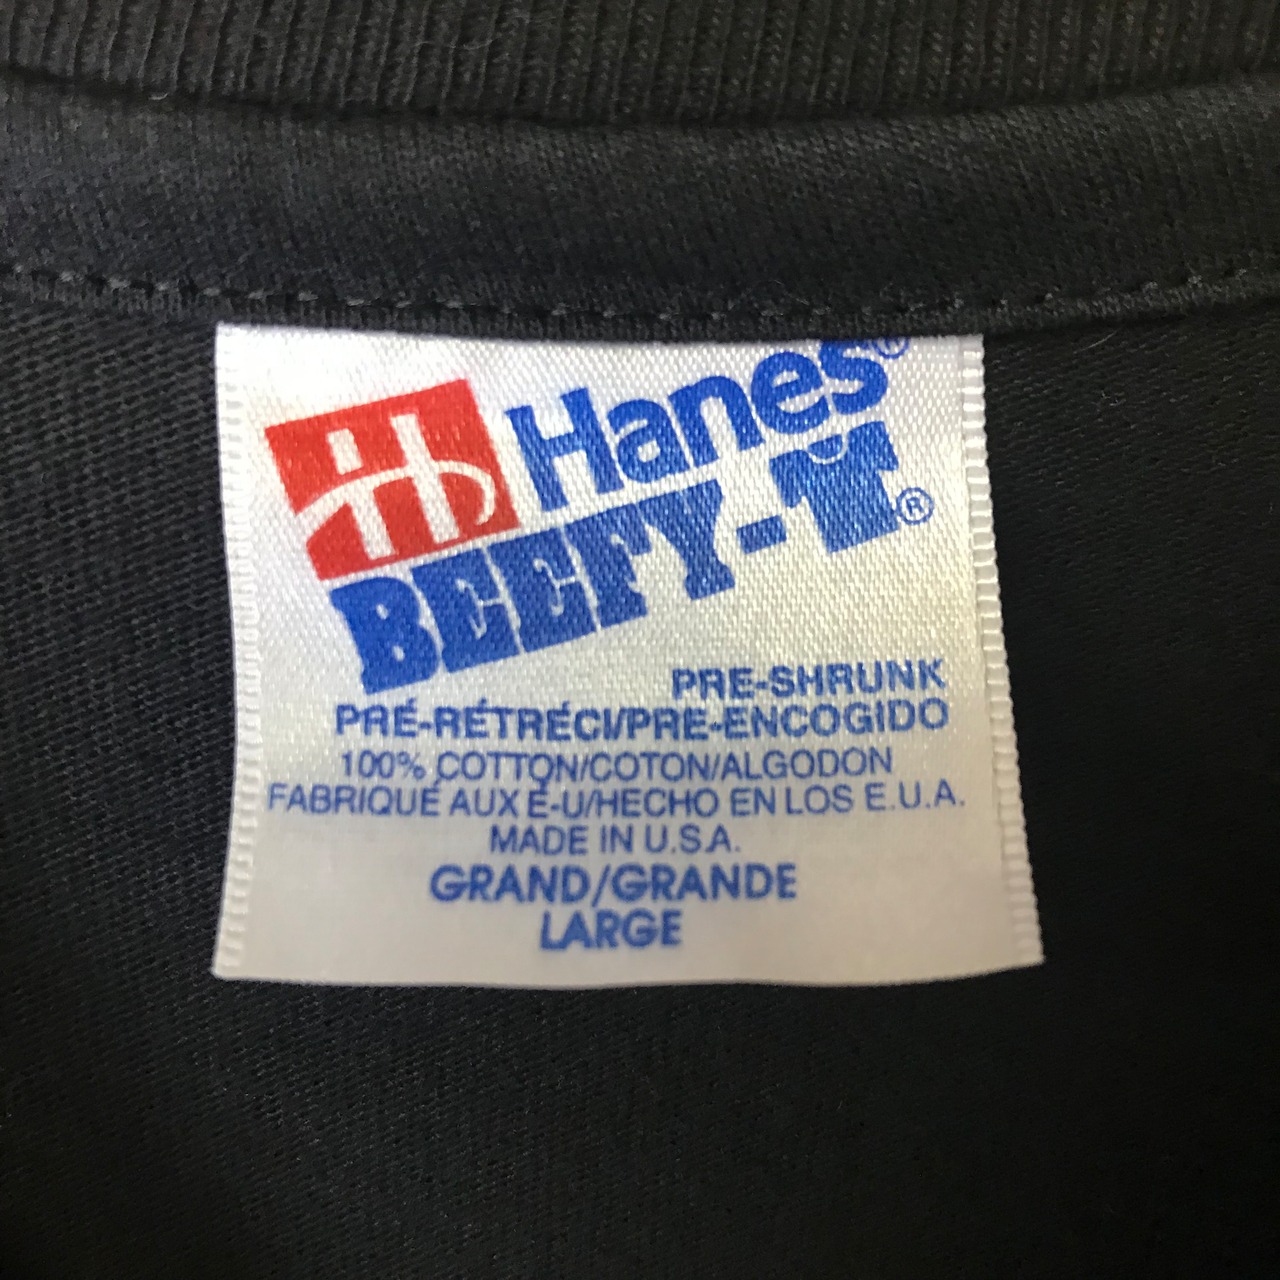 Hanes®
BEEFY-T®
PRE-SHRUNK
PRÉ-RÉTRÉCI/PRE-ENCOGIDO
100% COTTON/COTON/ALGODON
FABRIQUÉ AUX É-U/HECHO EN LOS E.U.A.
MADE IN U.S.A.
GRAND/GRANDE
LARGE